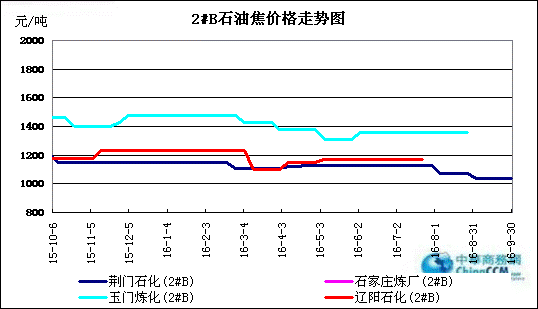 2#B石油焦价格走势图
元/吨
2000
1800
1600
1400
1200
1000
800
15-10-6
15-11-5
15-12-5
16-1-4
16-2-3
16-3-4
16-4-3
16-5-3
16-6-2
16-7-2
16-8-1
16-8-31
16-9-30
中华商務網
ChinaCCM.com
荆门石化(2#B)
石家庄炼厂(2#B)
玉门炼化(2#B)
辽阳石化(2#B)